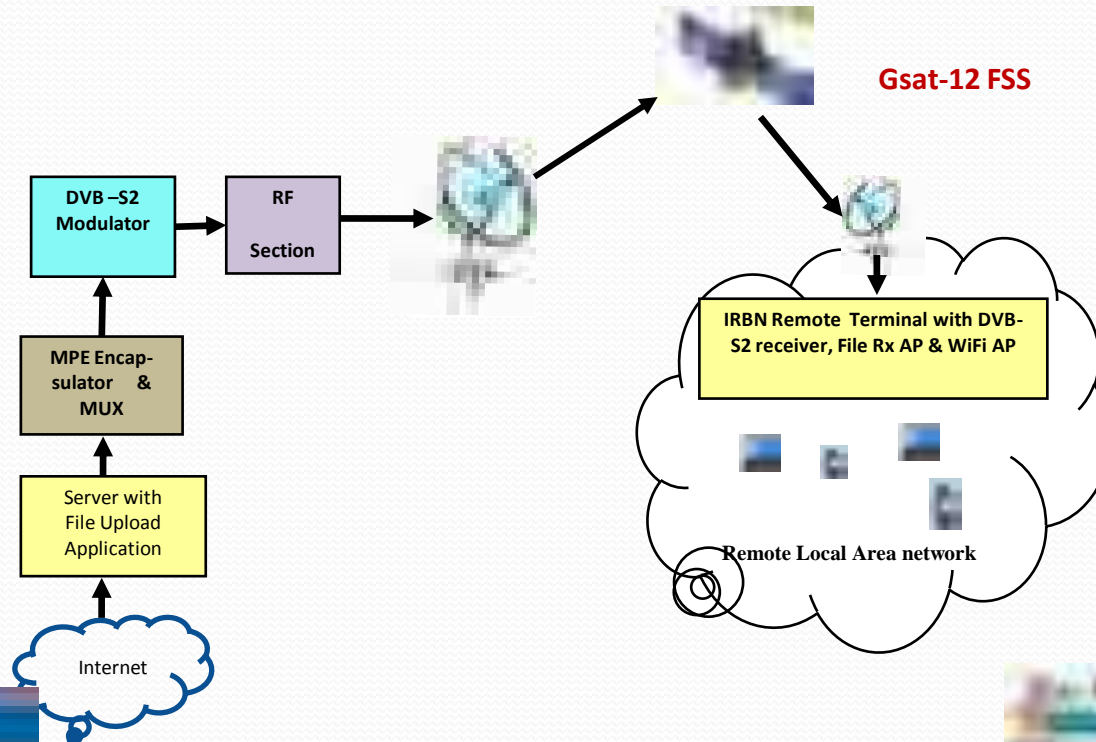 Gsat-12 FSS
DVB –S2
Modulator
RF
Section
MPE Encap-
sulator &
MUX
Server with
File Upload
Application
Internet
IRBN Remote Terminal with DVB-
S2 receiver, File Rx AP & WiFi AP
Remote Local Area network